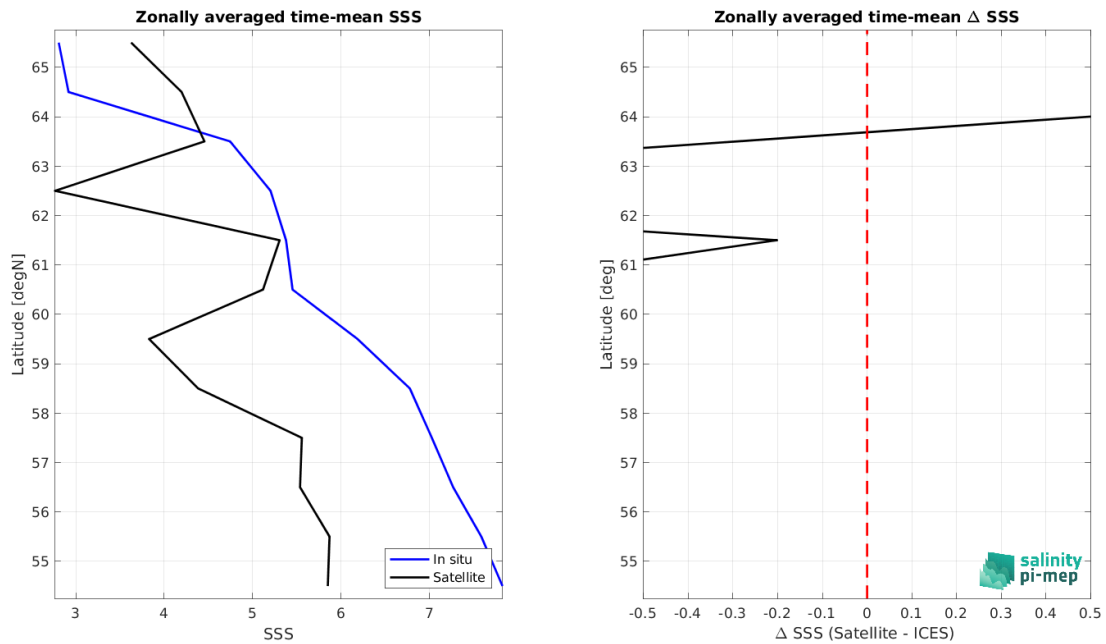 Zonally averaged time-mean SSS
65
64
63
62
61
60
59
58
57
56
55
Latitude [degN]
3 4 5 6 7
SSS
In situ
Satellite
Zonally averaged time-mean Δ SSS
65
64
63
62
61
60
59
58
57
56
55
Latitude [deg]
-0.5 -0.4 -0.3 -0.2 -0.1 0 0.1 0.2 0.3 0.4 0.5
Δ SSS (Satellite - ICES)
salinity
pi-mep